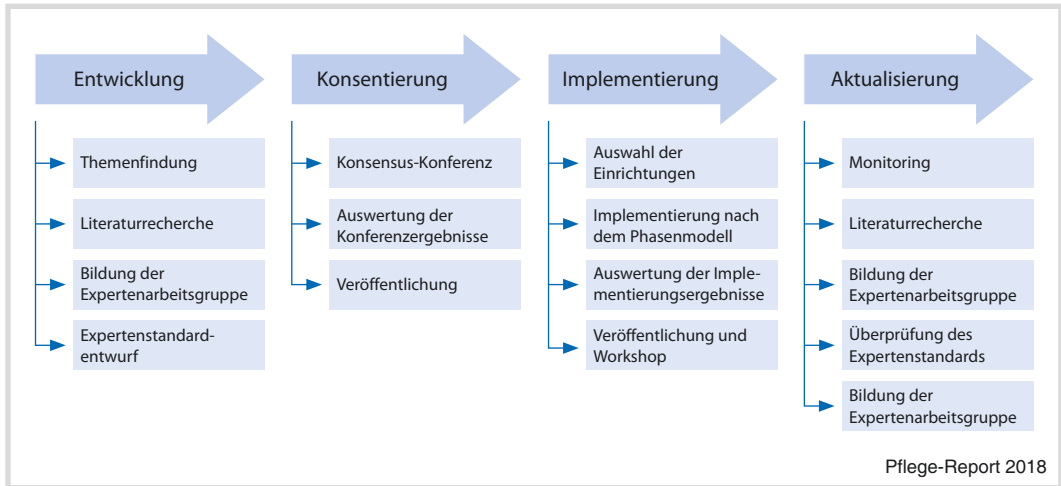 Entwicklung
Themenfindung
Literaturrecherche
Bildung der
Expertenarbeitsgruppe
Expertenstandard-
entwurf
Konsentierung
Konsensus-Konferenz
Auswertung der
Konferenzergebnisse
Veröffentlichung
Implementierung
Auswahl der
Einrichtungen
Implementierung nach
dem Phasenmodell
Auswertung der Imple-
mentierungsergebnisse
Veröffentlichung und
Workshop
Aktualisierung
Monitoring
Literaturrecherche
Bildung der
Expertenarbeitsgruppe
Überprüfung des
Expertenstandards
Bildung der
Expertenarbeitsgruppe
Pflege-Report 2018